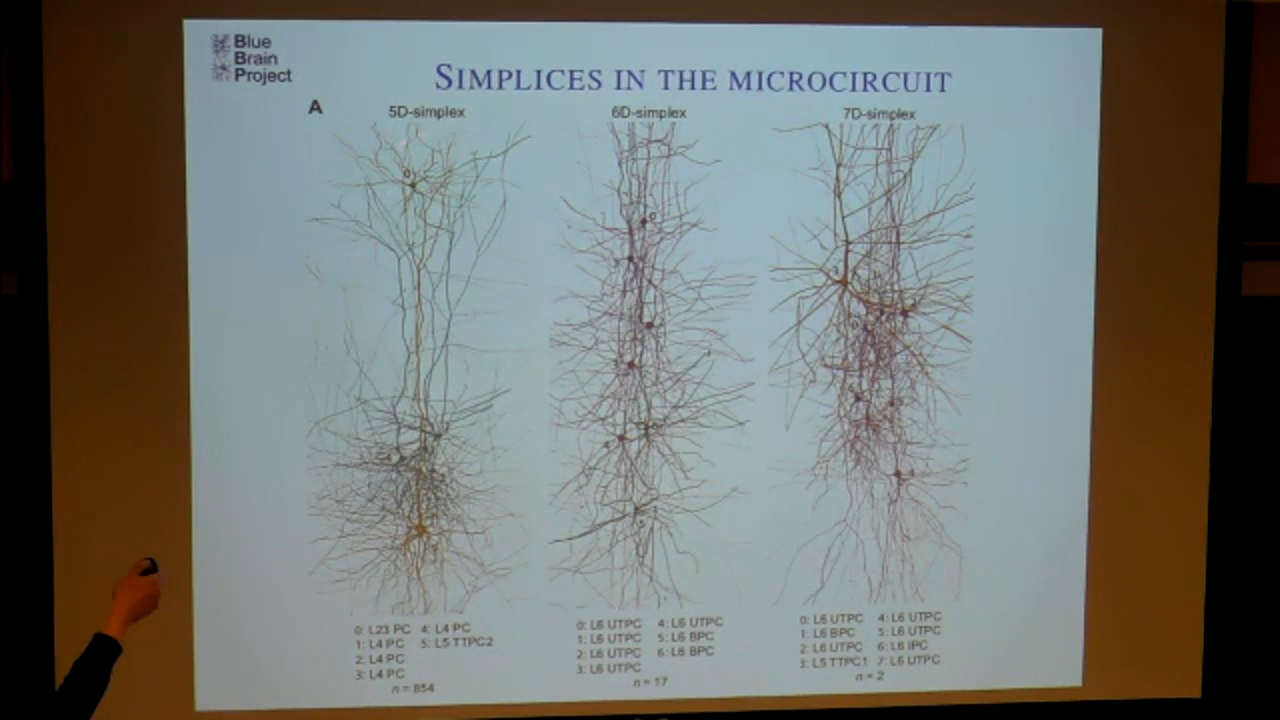 Blue
Brain
Project
SIMPLICES IN THE MICROCIRCUIT
A
5D-simplex
6D-simplex
7D-simplex
0
0
0: L23 PC 4: L4 PC
1: L4 PC 5: L5 TTPC2
2: L4 PC
3: L4 PC
n = 854
0: L6 UTPC 4: L6 UTPC
1: L6 UTPC 5: L6 BPC
2: L6 UTPC 6: L6 BPC
3: L6 UTPC
n = 17
0: L6 UTPC 4: L6 UTPC
1: L6 BPC 5: L6 UTPC
2: L6 UTPC 6: L6 IPC
3: L5 TTPC1 7: L6 UTPC
n = 2